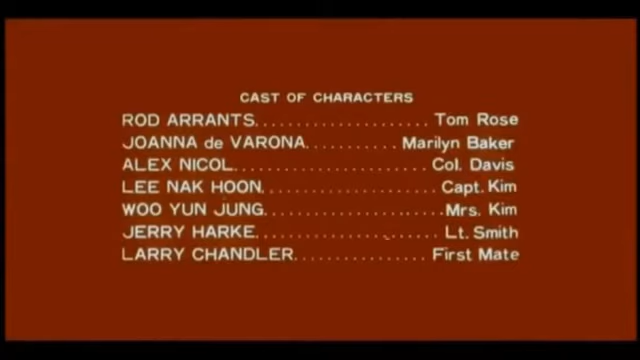 CAST OF CHARACTERS
ROD ARRANTS..................... Tom Rose
JOANNA de VARONA.......... Marilyn Baker
ALEX NICOL....................... Col. Davis
LEE NAK HOON.................... Capt. Kim
WOO YUN JUNG.................... Mrs. Kim
JERRY HARKE..................... Lt. Smith
LARRY CHANDLER............... First Mate